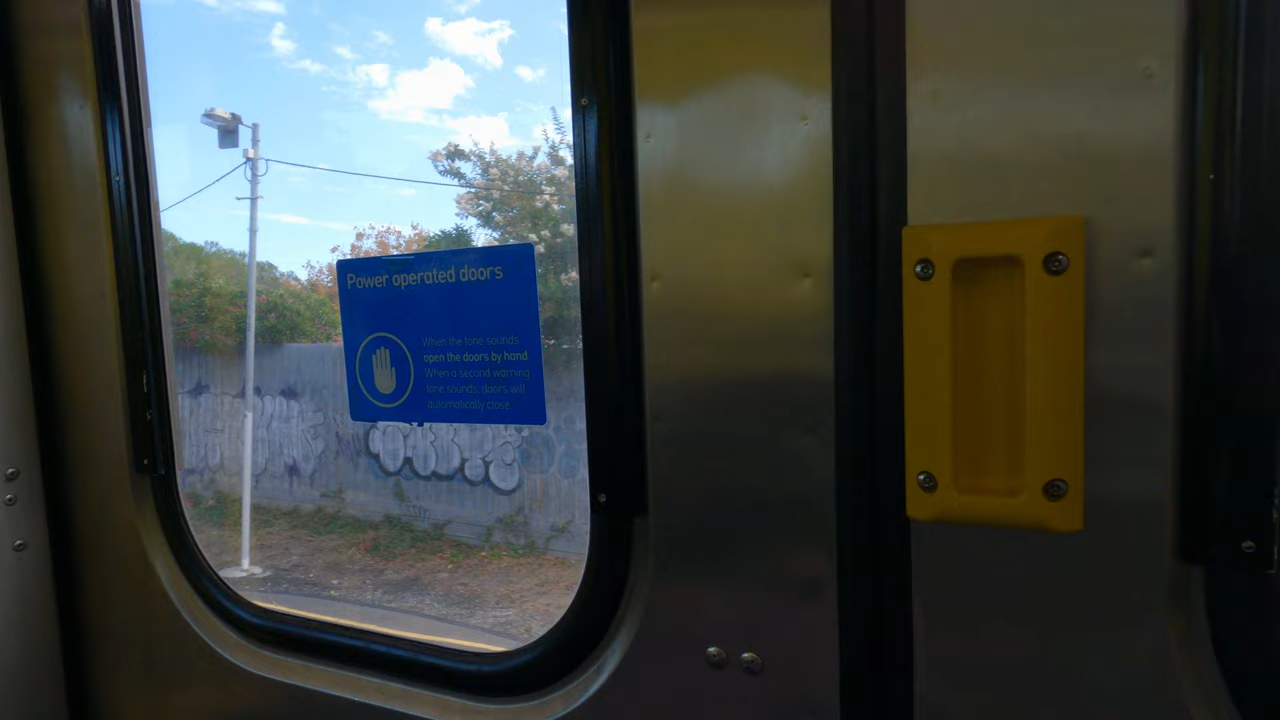 Power operated doors
When the tone sounds
open the doors by hand
When a second warning
tone sounds, doors will
automatically close.